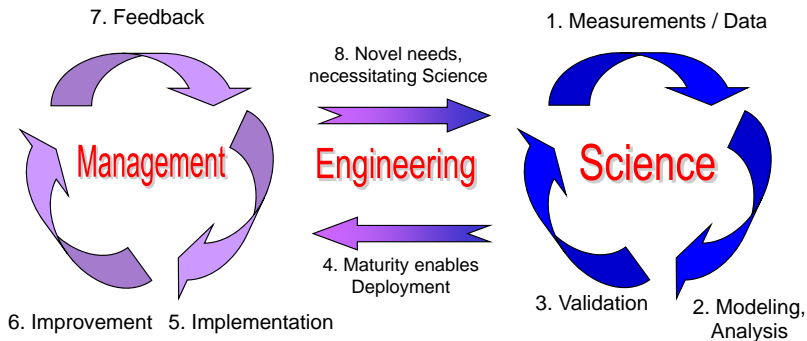 7. Feedback
1. Measurements / Data
8. Novel needs,
necessitating Science
Management
Engineering
Science
4. Maturity enables
Deployment
3. Validation
2. Modeling,
Analysis
6. Improvement
5. Implementation